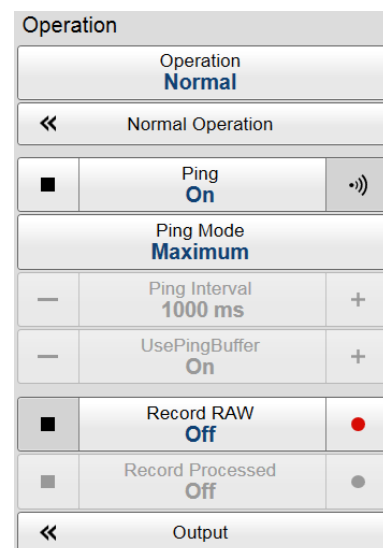 Operation
Operation
Normal
Normal Operation
Ping
On
Ping Mode
Maximum
Ping Interval
1000 ms
UsePingBuffer
On
Record RAW
Off
Record Processed
Off
Output